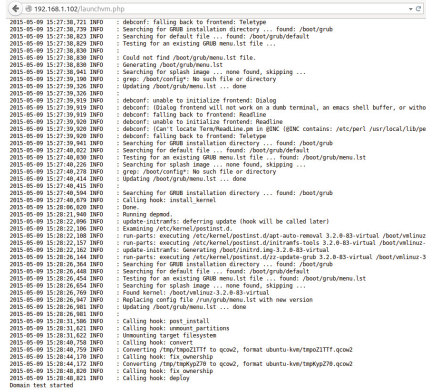 192.168.1.102/launchvm.php
2015-05-09 15:27:38,721 INFO : debconf: falling back to frontend: Teletype
2015-05-09 15:27:38,739 INFO : Searching for GRUB installation directory ... found: /boot/grub
2015-05-09 15:27:38,823 INFO : Searching for default file ... found: /boot/grub/default
2015-05-09 15:27:38,829 INFO : Testing for an existing GRUB menu.lst file ...
2015-05-09 15:27:38,830 INFO :
2015-05-09 15:27:38,830 INFO : Could not find /boot/grub/menu.lst file.
2015-05-09 15:27:38,830 INFO : Generating /boot/grub/menu.lst
2015-05-09 15:27:38,941 INFO : Searching for splash image ... none found, skipping ...
2015-05-09 15:27:39,190 INFO : grep: /boot/config*: No such file or directory
2015-05-09 15:27:39,326 INFO : Updating /boot/grub/menu.lst ... done
2015-05-09 15:27:39,326 INFO :
2015-05-09 15:27:39,919 INFO : debconf: unable to initialize frontend: Dialog
2015-05-09 15:27:39,919 INFO : debconf: (Dialog frontend will not work on a dumb terminal, an emacs shell buffer, or witho
2015-05-09 15:27:39,919 INFO : debconf: falling back to frontend: Readline
2015-05-09 15:27:39,920 INFO : debconf: unable to initialize frontend: Readline
2015-05-09 15:27:39,920 INFO : debconf: (Can't locate Term/ReadLine.pm in @INC (@INC contains: /etc/perl /usr/local/lib/pe
2015-05-09 15:27:39,920 INFO : debconf: falling back to frontend: Teletype
2015-05-09 15:27:39,941 INFO : Searching for GRUB installation directory ... found: /boot/grub
2015-05-09 15:27:40,022 INFO : Searching for default file ... found: /boot/grub/default
2015-05-09 15:27:40,030 INFO : Testing for an existing GRUB menu.lst file ... found: /boot/grub/menu.lst
2015-05-09 15:27:40,226 INFO : Searching for splash image ... none found, skipping ...
2015-05-09 15:27:40,278 INFO : grep: /boot/config*: No such file or directory
2015-05-09 15:27:40,414 INFO : Updating /boot/grub/menu.lst ... done
2015-05-09 15:27:40,415 INFO :
2015-05-09 15:27:40,594 INFO : Searching for GRUB installation directory ... found: /boot/grub
2015-05-09 15:27:40,679 INFO : Calling hook: install_kernel
2015-05-09 15:28:06,020 INFO : Done.
2015-05-09 15:28:21,940 INFO : Running depmod.
2015-05-09 15:28:22,096 INFO : update-initramfs: deferring update (hook will be called later)
2015-05-09 15:28:22,106 INFO : Examining /etc/kernel/postinst.d.
2015-05-09 15:28:22,108 INFO : run-parts: executing /etc/kernel/postinst.d/apt-auto-removal 3.2.0-83-virtual /boot/vmlinuz-
2015-05-09 15:28:22,157 INFO : run-parts: executing /etc/kernel/postinst.d/initramfs-tools 3.2.0-83-virtual /boot/vmlinuz-
2015-05-09 15:28:22,162 INFO : update-initramfs: Generating /boot/initrd.img-3.2.0-83-virtual
2015-05-09 15:28:26,144 INFO : run-parts: executing /etc/kernel/postinst.d/zz-update-grub 3.2.0-83-virtual /boot/vmlinuz-3
2015-05-09 15:28:26,364 INFO : Searching for GRUB installation directory ... found: /boot/grub
2015-05-09 15:28:26,448 INFO : Searching for default file ... found: /boot/grub/default
2015-05-09 15:28:26,454 INFO : Testing for an existing GRUB menu.lst file ... found: /boot/grub/menu.lst
2015-05-09 15:28:26,654 INFO : Searching for splash image ... none found, skipping ...
2015-05-09 15:28:26,769 INFO : Found kernel: /boot/vmlinuz-3.2.0-83-virtual
2015-05-09 15:28:26,947 INFO : Replacing config file /run/grub/menu.lst with new version
2015-05-09 15:28:26,981 INFO : Updating /boot/grub/menu.lst ... done
2015-05-09 15:28:26,981 INFO :
2015-05-09 15:28:31,506 INFO : Calling hook: post_install
2015-05-09 15:28:31,621 INFO : Calling hook: unmount_partitions
2015-05-09 15:28:31,622 INFO : Unmounting target filesystem
2015-05-09 15:28:40,758 INFO : Calling hook: convert
2015-05-09 15:28:40,759 INFO : Converting /tmp/tmpoZ1TTf to qcow2, format ubuntu-kvm/tmpoZ1TTf.qcow2
2015-05-09 15:28:44,170 INFO : Calling hook: fix_ownership
2015-05-09 15:28:44,172 INFO : Converting /tmp/tmpKypZ70 to qcow2, format ubuntu-kvm/tmpKypZ70.qcow2
2015-05-09 15:28:48,820 INFO : Calling hook: fix_ownership
2015-05-09 15:28:48,821 INFO : Calling hook: deploy
Domain test started